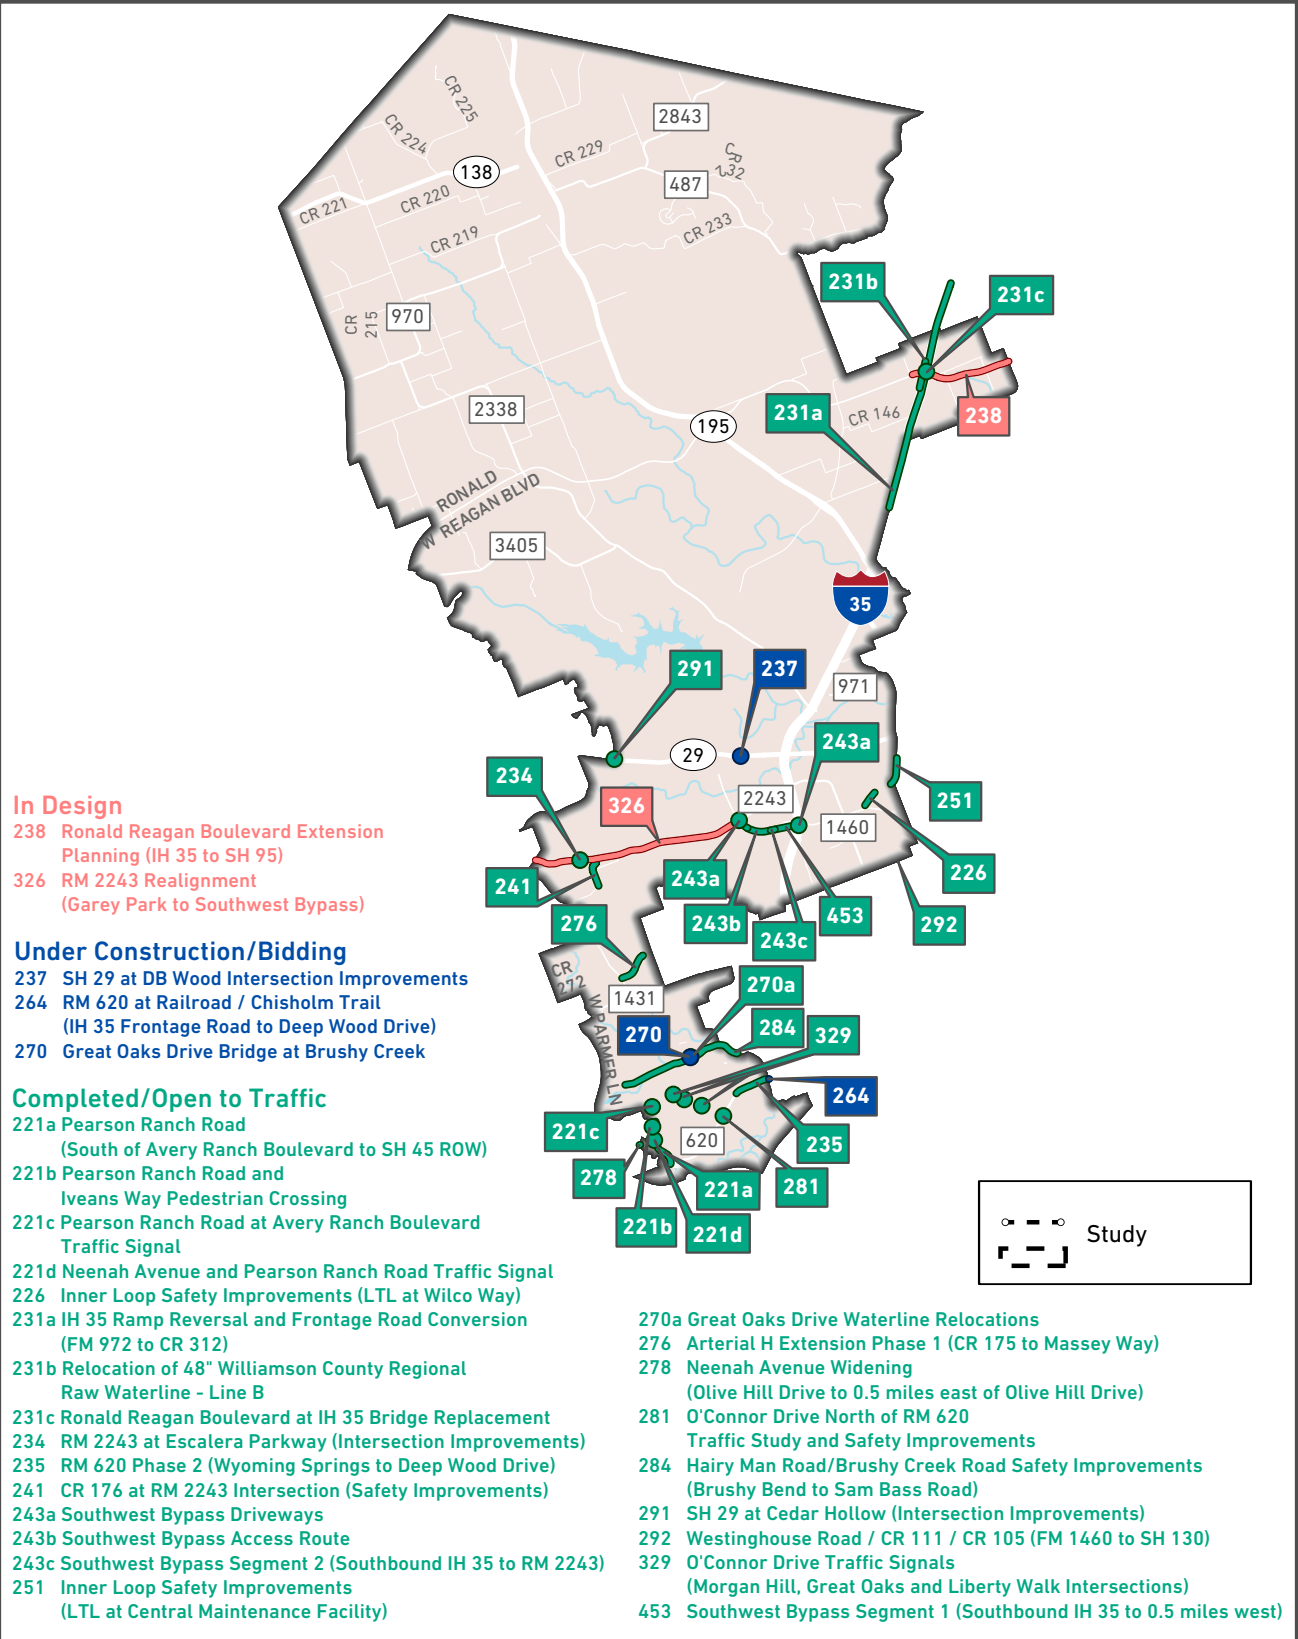 CR 225
CR 224
2843
CR 229
CR 232
138
487
CR 221
CR 220
CR 219
CR 233
231b
231c
CR 215
970
2338
231a
CR 146
238
195
RONALD
W REAGAN BLVD
3405
35
291
237
971
29
243a
234
326
2243
251
1460
241
243a
226
276
243b
243c
453
292
CR 272
1431
270a
W PARMER LN
270
284
329
264
221c
620
235
278
221a
281
221b
221d
In Design
238 Ronald Reagan Boulevard Extension
Planning (IH 35 to SH 95)
326 RM 2243 Realignment
(Garey Park to Southwest Bypass)
Under Construction/Bidding
237 SH 29 at DB Wood Intersection Improvements
264 RM 620 at Railroad / Chisholm Trail
(IH 35 Frontage Road to Deep Wood Drive)
270 Great Oaks Drive Bridge at Brushy Creek
Completed/Open to Traffic
221a Pearson Ranch Road
(South of Avery Ranch Boulevard to SH 45 ROW)
221b Pearson Ranch Road and
Iveans Way Pedestrian Crossing
221c Pearson Ranch Road at Avery Ranch Boulevard
Traffic Signal
221d Neenah Avenue and Pearson Ranch Road Traffic Signal
226 Inner Loop Safety Improvements (LTL at Wilco Way)
231a IH 35 Ramp Reversal and Frontage Road Conversion
(FM 972 to CR 312)
231b Relocation of 48" Williamson County Regional
Raw Waterline - Line B
231c Ronald Reagan Boulevard at IH 35 Bridge Replacement
234 RM 2243 at Escalera Parkway (Intersection Improvements)
235 RM 620 Phase 2 (Wyoming Springs to Deep Wood Drive)
241 CR 176 at RM 2243 Intersection (Safety Improvements)
243a Southwest Bypass Driveways
243b Southwest Bypass Access Route
243c Southwest Bypass Segment 2 (Southbound IH 35 to RM 2243)
251 Inner Loop Safety Improvements
(LTL at Central Maintenance Facility)
Study
270a Great Oaks Drive Waterline Relocations
276 Arterial H Extension Phase 1 (CR 175 to Massey Way)
278 Neenah Avenue Widening
(Olive Hill Drive to 0.5 miles east of Olive Hill Drive)
281 O'Connor Drive North of RM 620
Traffic Study and Safety Improvements
284 Hairy Man Road/Brushy Creek Road Safety Improvements
(Brushy Bend to Sam Bass Road)
291 SH 29 at Cedar Hollow (Intersection Improvements)
292 Westinghouse Road / CR 111 / CR 105 (FM 1460 to SH 130)
329 O'Connor Drive Traffic Signals
(Morgan Hill, Great Oaks and Liberty Walk Intersections)
453 Southwest Bypass Segment 1 (Southbound IH 35 to 0.5 miles west)